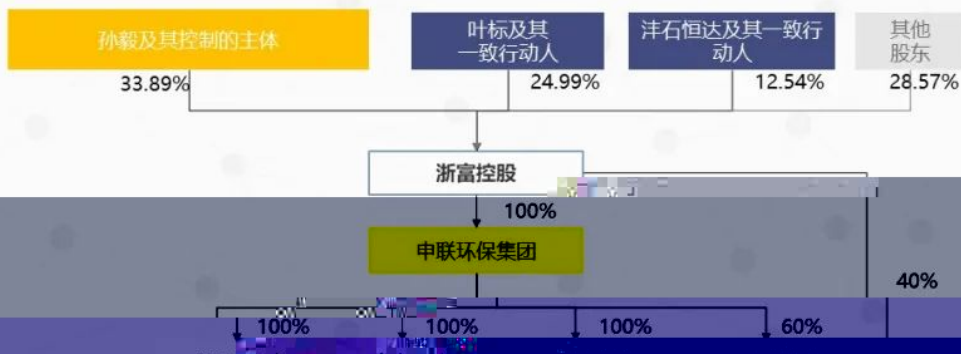 孙毅及其控制的主体
叶标及其
一致行动人
沣石恒达及其一致行
动人
其他
股东
33.89%
24.99%
12.54%
28.57%
浙富控股
100%
申联环保集团
40%
100%
100%
100%
60%